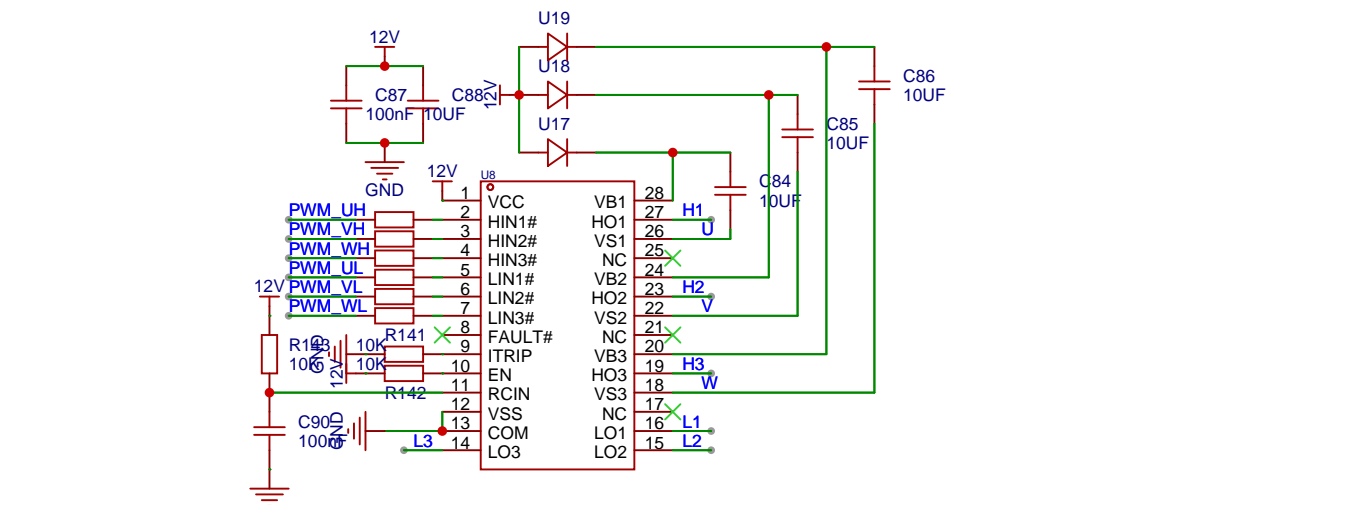 U19
12V
U18
C86
10UF
C87
100nF
C88
10UF
12V
U17
C85
10UF
GND
12V
C84
10UF
U8
1 VCC
2 HIN1#
3 HIN2#
4 HIN3#
5 LIN1#
6 LIN2#
7 LIN3#
8 FAULT#
9 ITRIP
10 EN
11 RCIN
12 VSS
13 COM
14 LO3
VB1 28
HO1 27
VS1 26
NC 25
VB2 24
HO2 23
VS2 22
NC 21
VB3 20
HO3 19
VS3 18
NC 17
LO1 16
LO2 15
PWM_UH
PWM_VH
PWM_WH
PWM_UL
PWM_VL
PWM_WL
H1
U
H2
V
H3
W
L1
L2
L3
12V
R143
10K
GND
12V
R141
10K
10K
R142
C90
100nF
GND